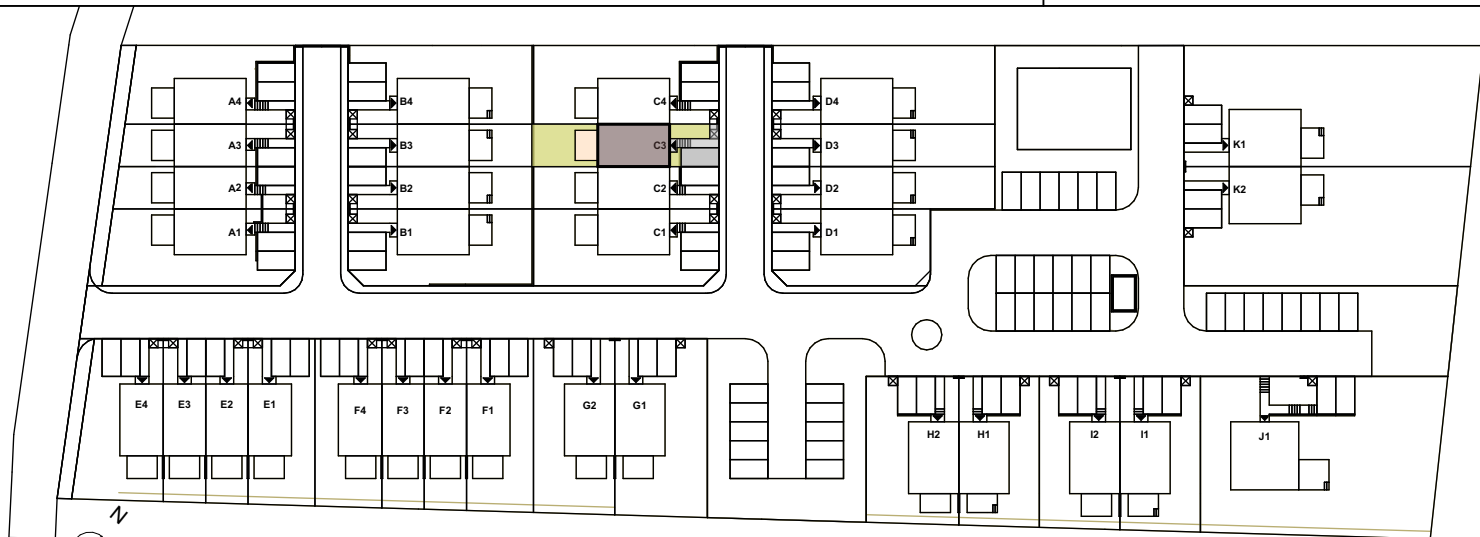 A4 B4 C4 D4
A3 B3 C3 D3 K1
A2 B2 C2 D2 K2
A1 B1 C1 D1
E4 E3 E2 E1 F4 F3 F2 F1 G2 G1
H2 H1 I2 I1 J1
N